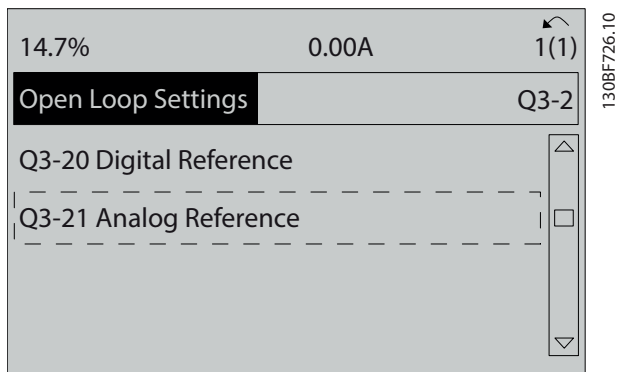 14.7% 0.00A 1(1)
Open Loop Settings Q3-2
Q3-20 Digital Reference
Q3-21 Analog Reference
130BF726.10